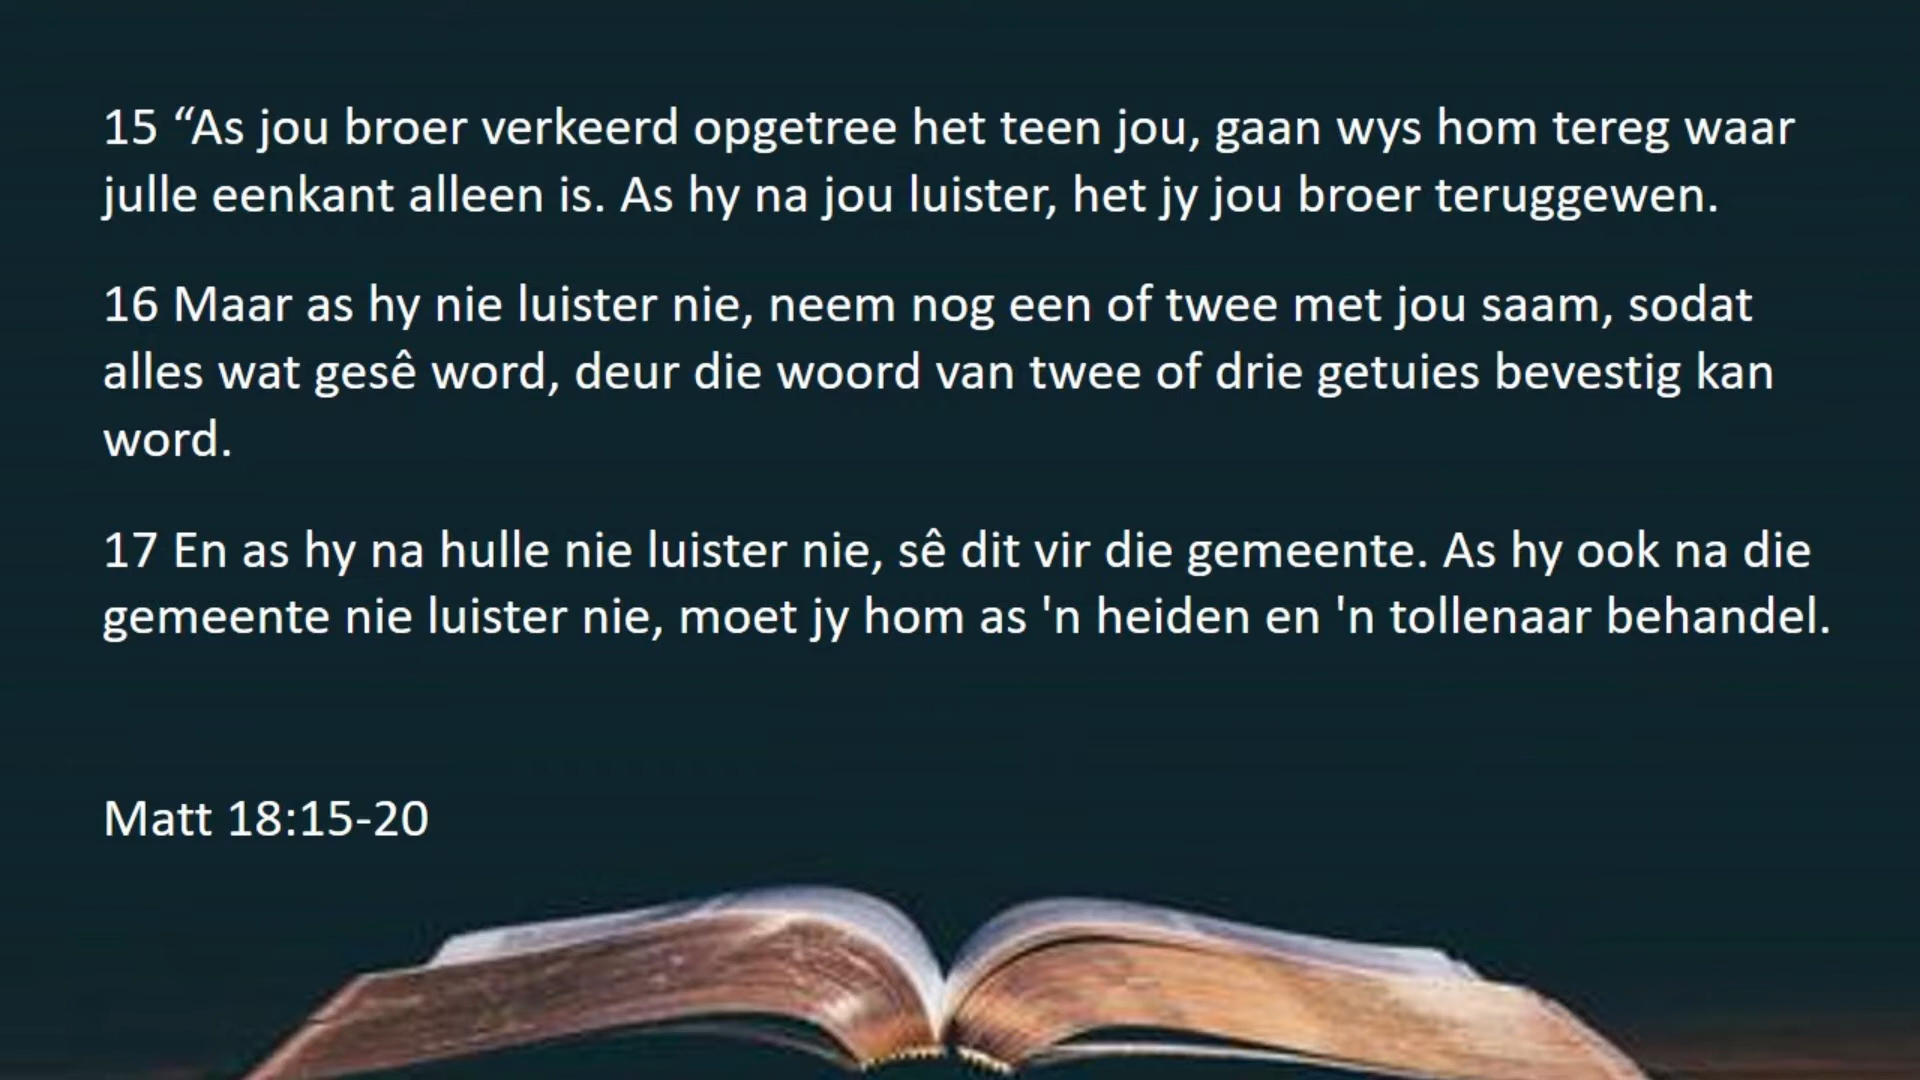 15 “As jou broer verkeerd opgetree het teen jou, gaan wys hom tereg waar
julle eenkant alleen is. As hy na jou luister, het jy jou broer teruggewen.
16 Maar as hy nie luister nie, neem nog een of twee met jou saam, sodat
alles wat gesê word, deur die woord van twee of drie getuies bevestig kan
word.
17 En as hy na hulle nie luister nie, sê dit vir die gemeente. As hy ook na die
gemeente nie luister nie, moet jy hom as 'n heiden en 'n tollenaar behandel.
Matt 18:15-20